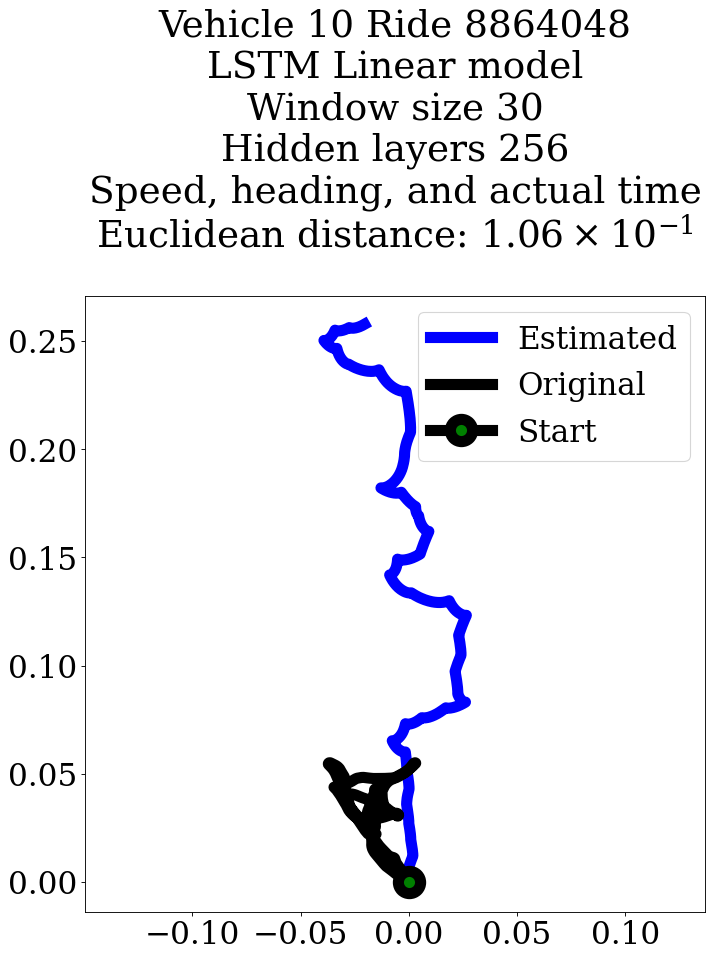 Vehicle 10 Ride 8864048
LSTM Linear model
Window size 30
Hidden layers 256
Speed, heading, and actual time
Euclidean distance: 1.06 × 10⁻¹
Estimated
Original
Start
0.25
0.20
0.15
0.10
0.05
0.00
−0.10 −0.05 0.00 0.05 0.10